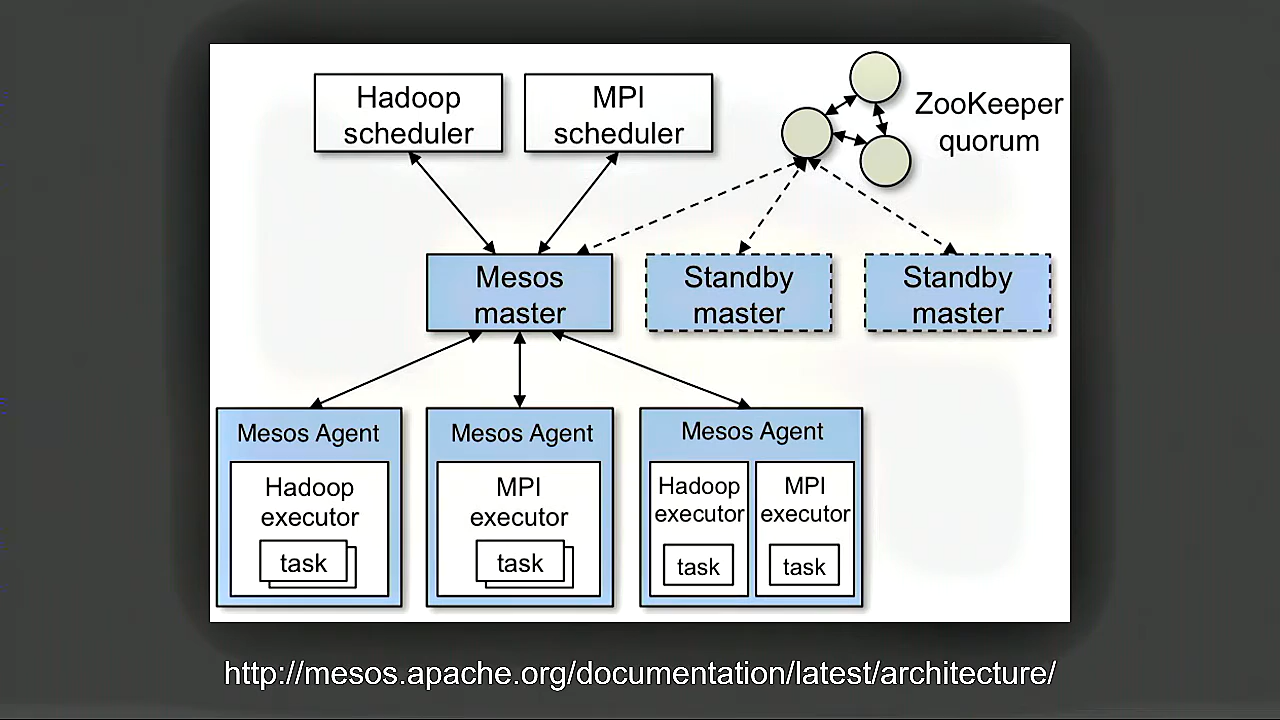 Hadoop
scheduler
MPI
scheduler
ZooKeeper
quorum
Mesos
master
Standby
master
Standby
master
Mesos Agent
Hadoop
executor
task
Mesos Agent
MPI
executor
task
Mesos Agent
Hadoop
executor
task
MPI
executor
task
http://mesos.apache.org/documentation/latest/architecture/